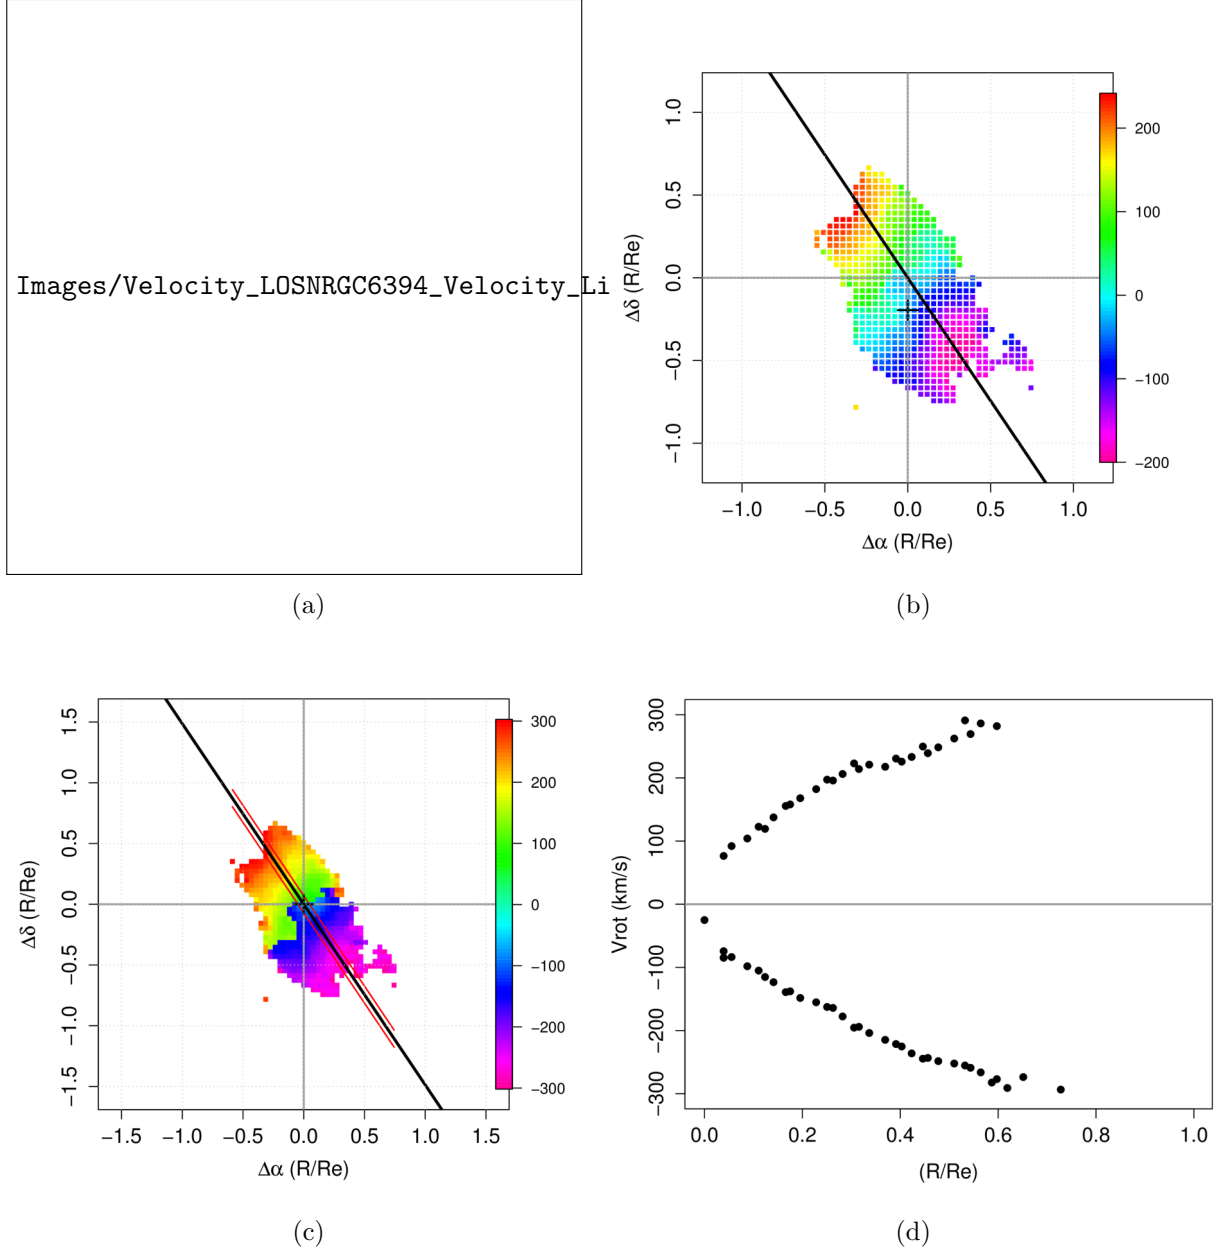 Images/Velocity_LOSNRGC6394_Velocity_Li
(a)
1.0
0.5
0.0
−0.5
−1.0
Δδ (R/Re)
−1.0 −0.5 0.0 0.5 1.0
Δα (R/Re)
200
100
0
−100
−200
(b)
1.5
1.0
0.5
0.0
−0.5
−1.0
−1.5
Δδ (R/Re)
−1.5 −1.0 −0.5 0.0 0.5 1.0 1.5
Δα (R/Re)
300
200
100
0
−100
−200
−300
(c)
300
200
100
0
−100
−200
−300
Vrot (km/s)
0.0 0.2 0.4 0.6 0.8 1.0
(R/Re)
(d)